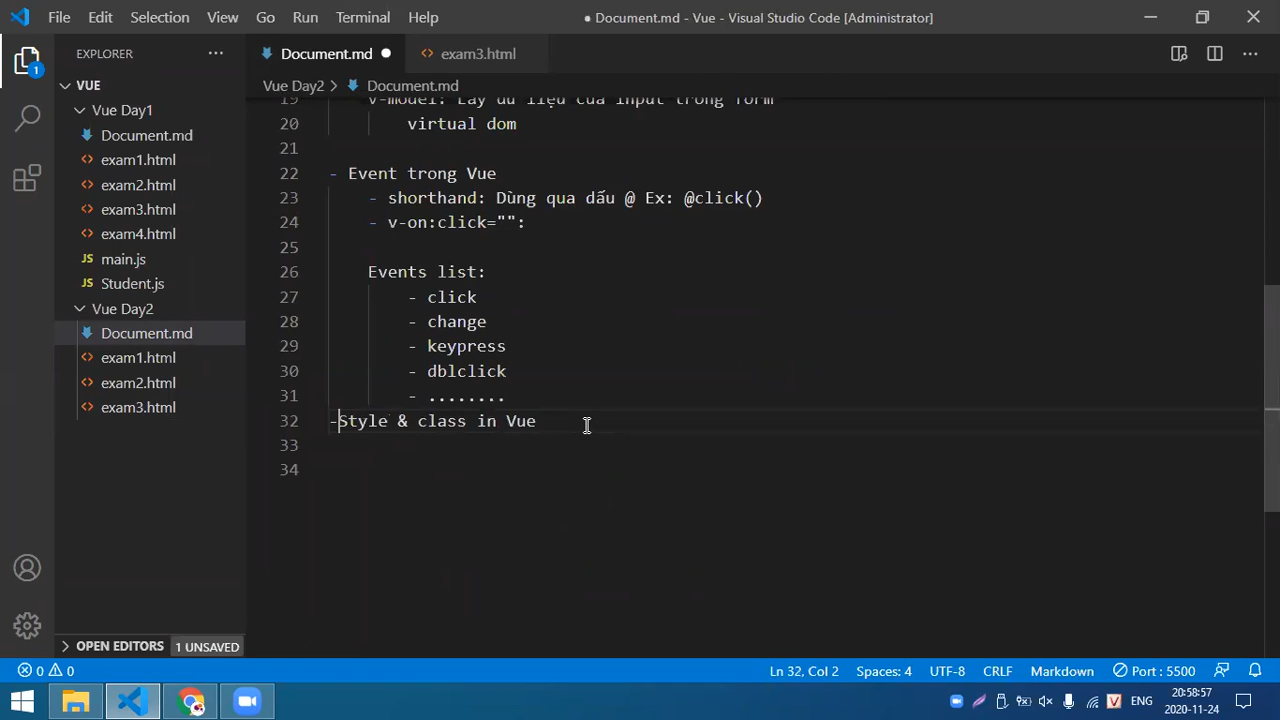 File Edit Selection View Go Run Terminal Help
● Document.md - Vue - Visual Studio Code [Administrator]
EXPLORER
Document.md
exam3.html
VUE
Vue Day2 > Document.md
Vue Day1
Document.md
exam1.html
exam2.html
exam3.html
exam4.html
main.js
Student.js
Vue Day2
Document.md
exam1.html
exam2.html
exam3.html
19 v-model: Lấy dữ liệu của input trong form
20 virtual dom
21
22 - Event trong Vue
23 - shorthand: Dùng qua dấu @ Ex: @click()
24 - v-on:click="":
25
26 Events list:
27 - click
28 - change
29 - keypress
30 - dblclick
31 - ........
32 -Style & class in Vue
33
34
OPEN EDITORS 1 UNSAVED
0 0 Ln 32, Col 2 Spaces: 4 UTF-8 CRLF Markdown Port : 5500
ENG
20:58:57
2020-11-24